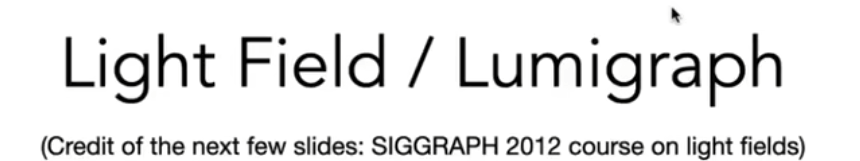 Light Field / Lumigraph
(Credit of the next few slides: SIGGRAPH 2012 course on light fields)